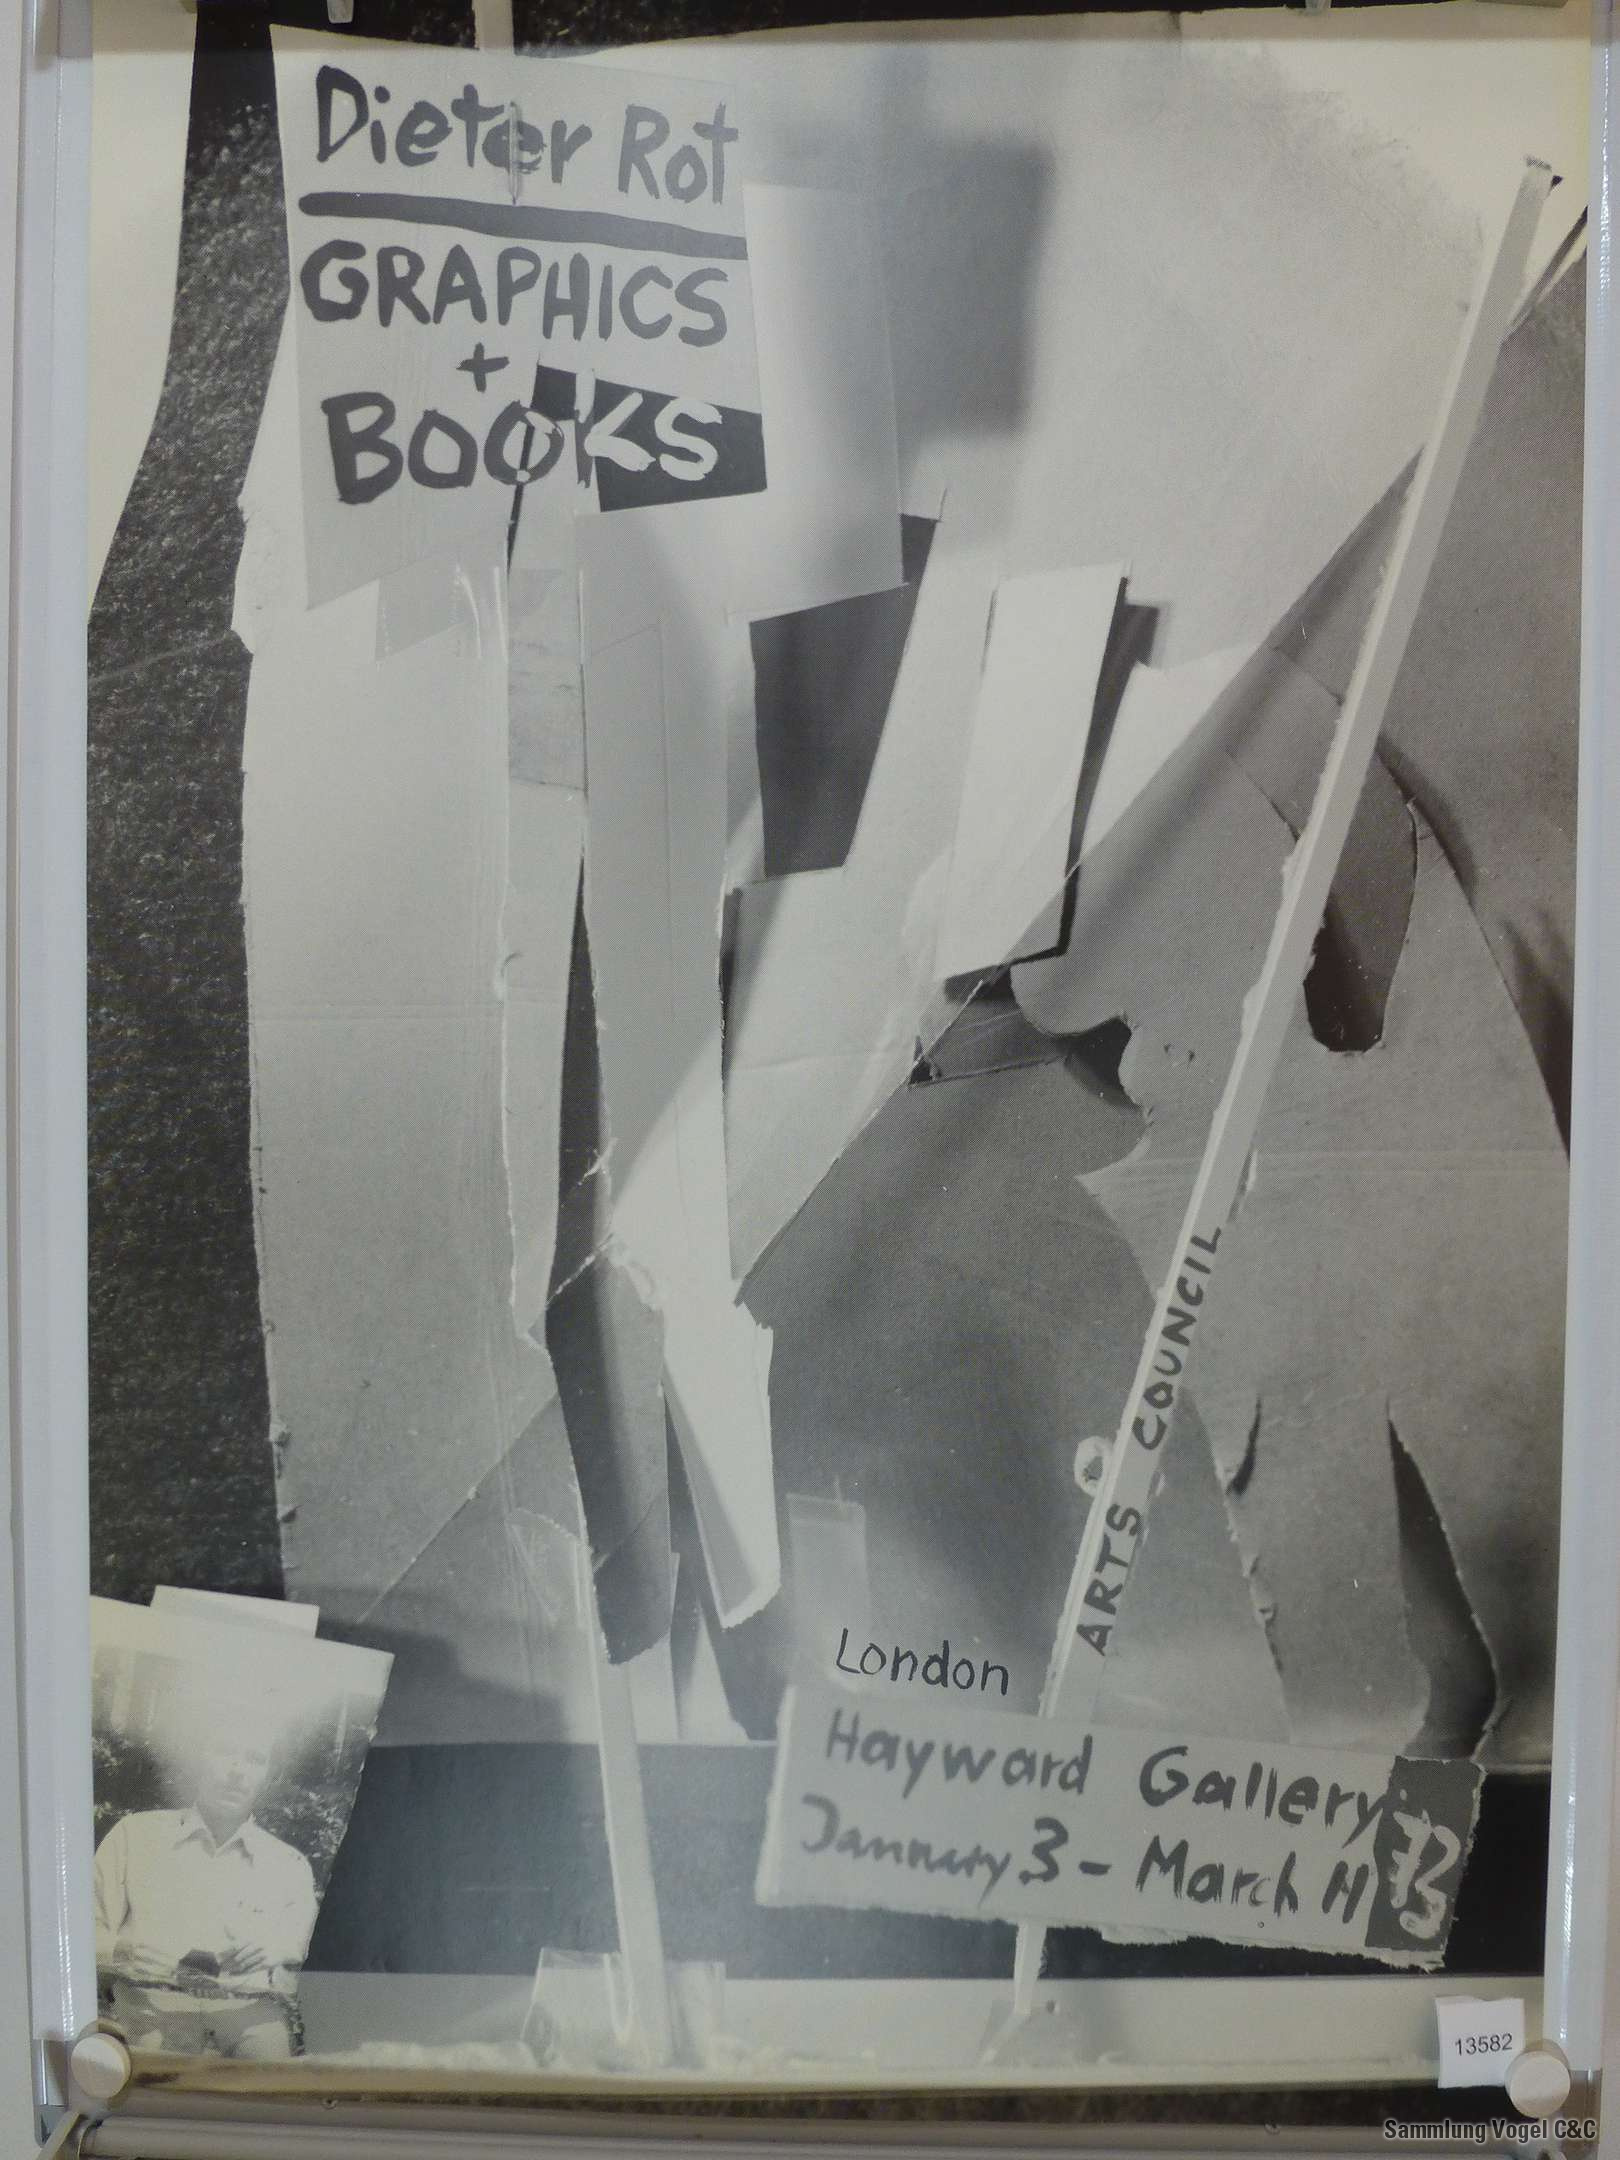 Dieter Rot
GRAPHICS
+
BOOKS
ARTS COUNCIL
London
Hayward Gallery
January 3 - March 11
73
13582
Sammlung Vogel C&C